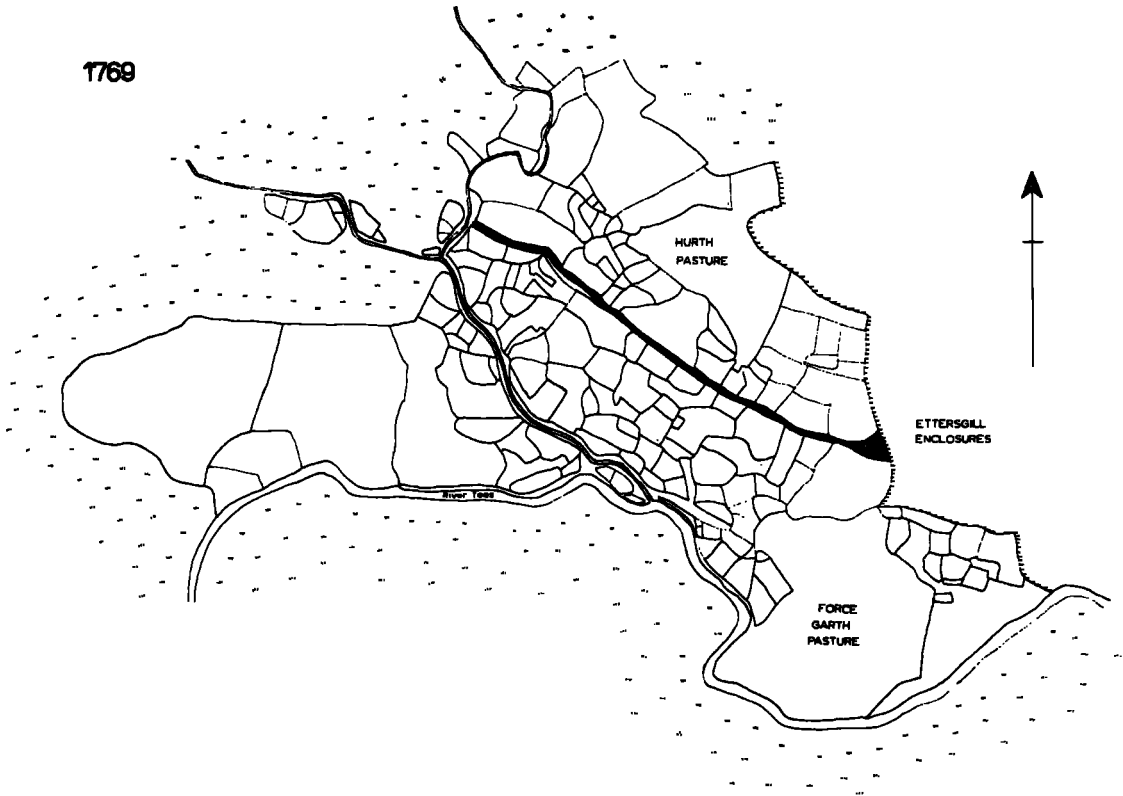 1769
HURTH
PASTURE
ETTERSGILL
ENCLOSURES
River Tees
FORCE
GARTH
PASTURE